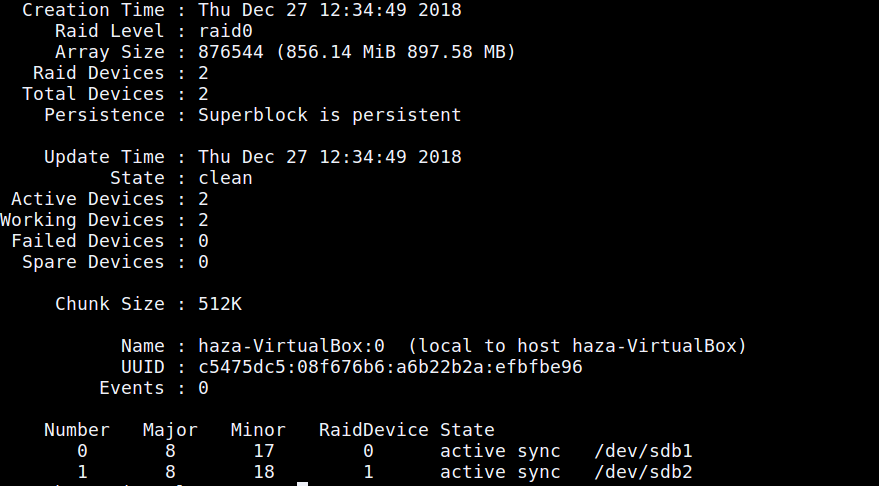 Creation Time : Thu Dec 27 12:34:49 2018
Raid Level : raid0
Array Size : 876544 (856.14 MiB 897.58 MB)
Raid Devices : 2
Total Devices : 2
Persistence : Superblock is persistent
Update Time : Thu Dec 27 12:34:49 2018
State : clean
Active Devices : 2
Working Devices : 2
Failed Devices : 0
Spare Devices : 0
Chunk Size : 512K
Name : haza-VirtualBox:0  (local to host haza-VirtualBox)
UUID : c5475dc5:08f676b6:a6b22b2a:efbfbe96
Events : 0
Number   Major   Minor   RaidDevice State
0       8       17        0      active sync   /dev/sdb1
1       8       18        1      active sync   /dev/sdb2